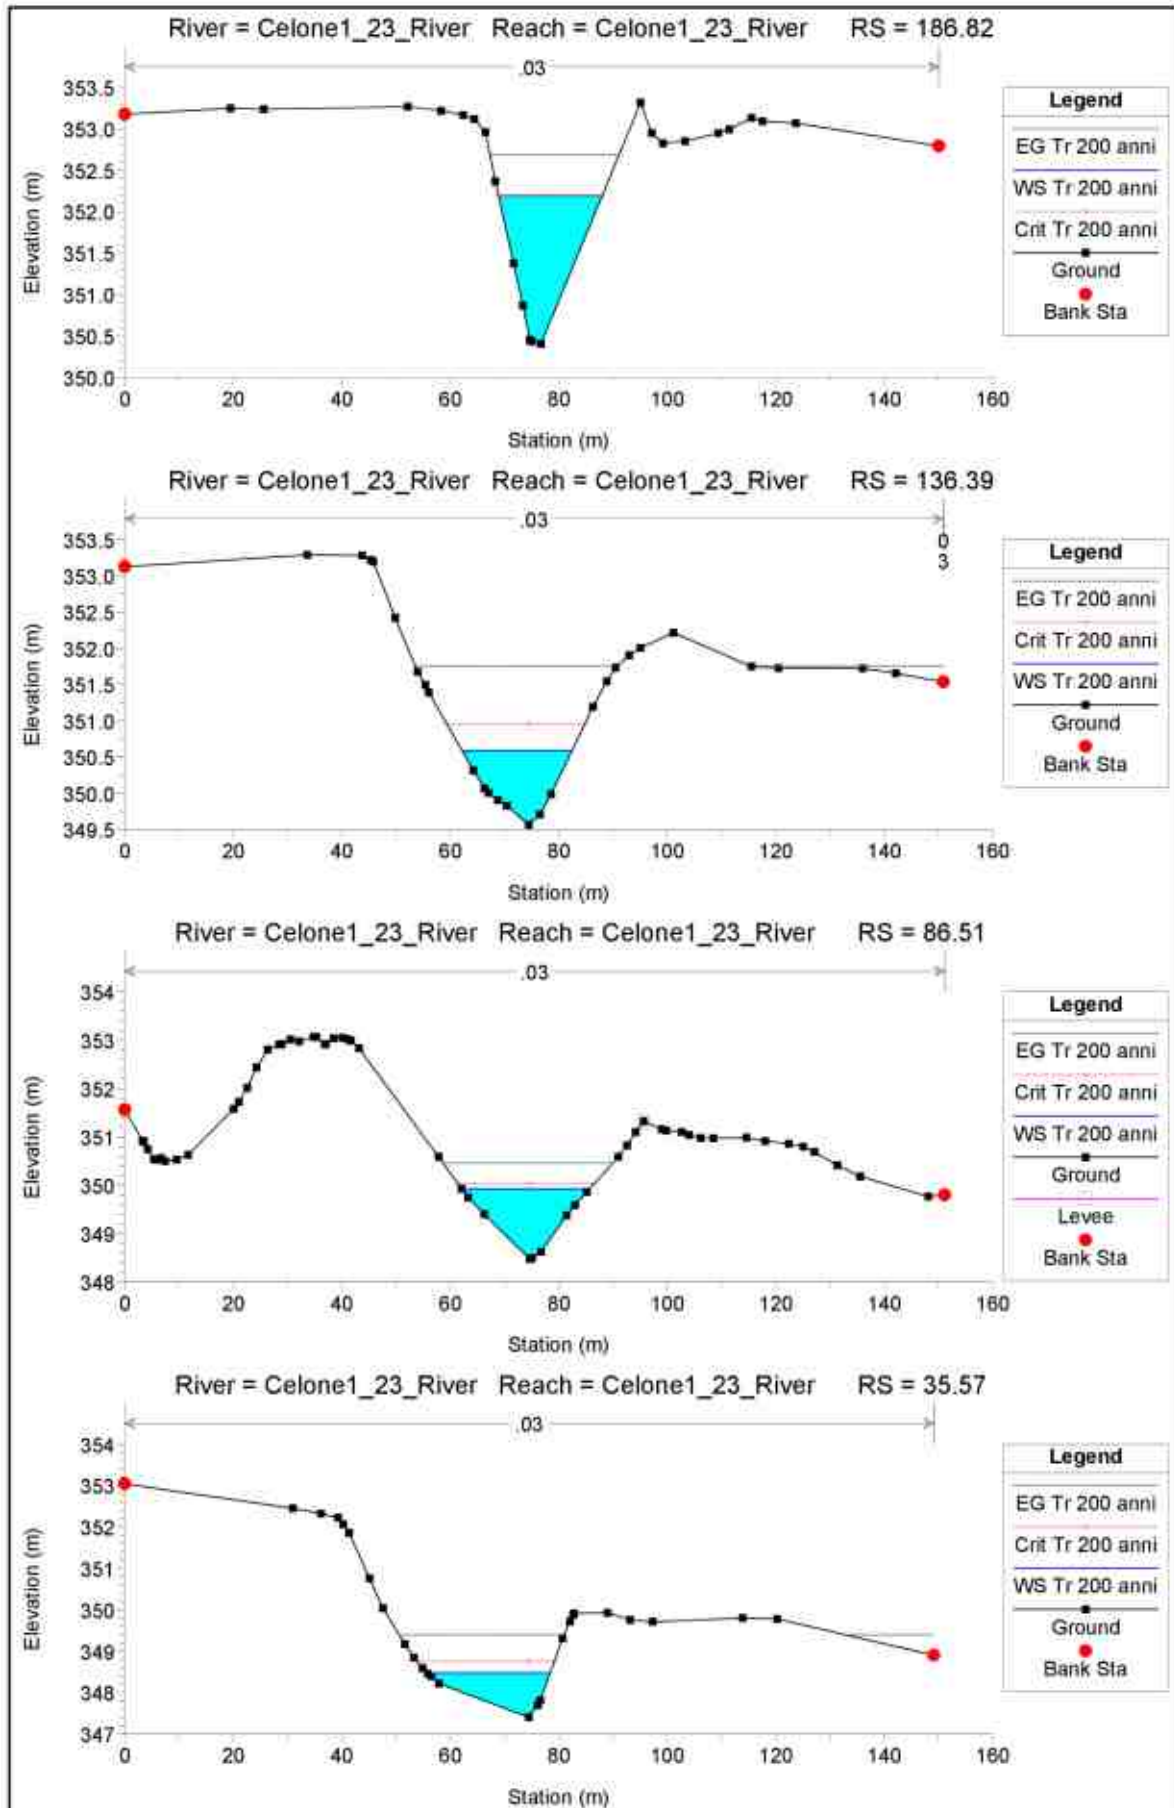 River = Celone1_23_River Reach = Celone1_23_River RS = 186.82
.03
353.5
353.0
352.5
352.0
351.5
351.0
350.5
350.0
Elevation (m)
0 20 40 60 80 100 120 140 160
Station (m)
Legend
EG Tr 200 anni
WS Tr 200 anni
Crit Tr 200 anni
Ground
Bank Sta
River = Celone1_23_River Reach = Celone1_23_River RS = 136.39
.03
0
3
353.5
353.0
352.5
352.0
351.5
351.0
350.5
350.0
349.5
Elevation (m)
0 20 40 60 80 100 120 140 160
Station (m)
Legend
EG Tr 200 anni
Crit Tr 200 anni
WS Tr 200 anni
Ground
Bank Sta
River = Celone1_23_River Reach = Celone1_23_River RS = 86.51
.03
354
353
352
351
350
349
348
Elevation (m)
0 20 40 60 80 100 120 140 160
Station (m)
Legend
EG Tr 200 anni
Crit Tr 200 anni
WS Tr 200 anni
Ground
Levee
Bank Sta
River = Celone1_23_River Reach = Celone1_23_River RS = 35.57
.03
354
353
352
351
350
349
348
347
Elevation (m)
0 20 40 60 80 100 120 140 160
Station (m)
Legend
EG Tr 200 anni
Crit Tr 200 anni
WS Tr 200 anni
Ground
Bank Sta